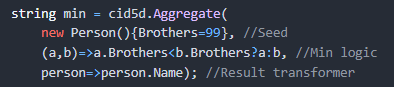 string min = cid5d.Aggregate(
new Person(){Brothers=99}, //Seed
(a,b)=>a.Brothers<b.Brothers?a:b, //Min logic
person=>person.Name); //Result transformer